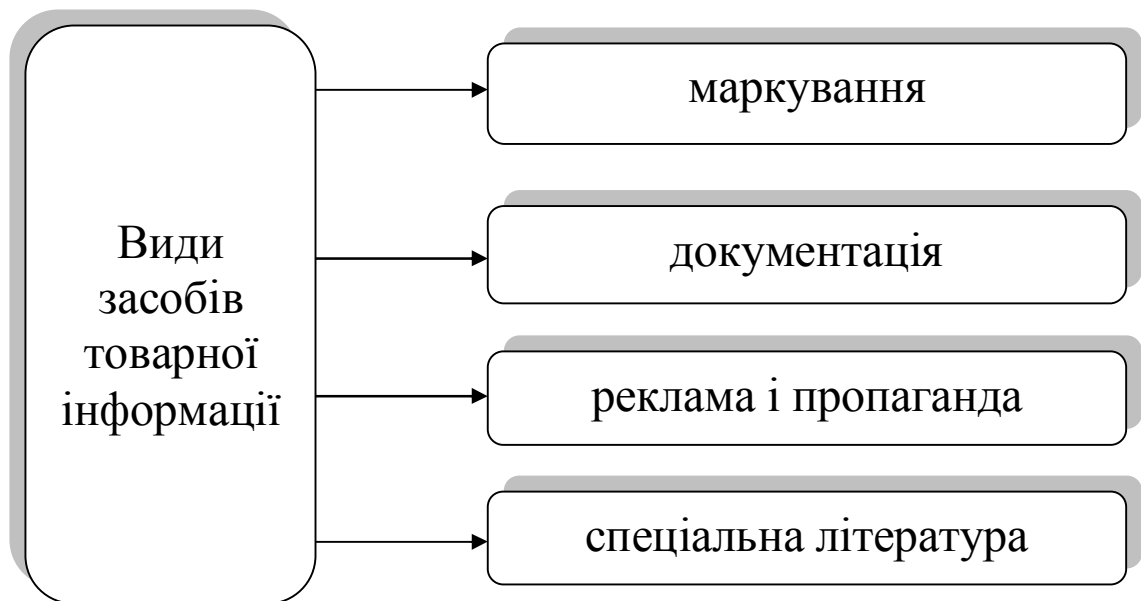 Види
засобів
товарної
інформації
маркування
документація
реклама і пропаганда
спеціальна література